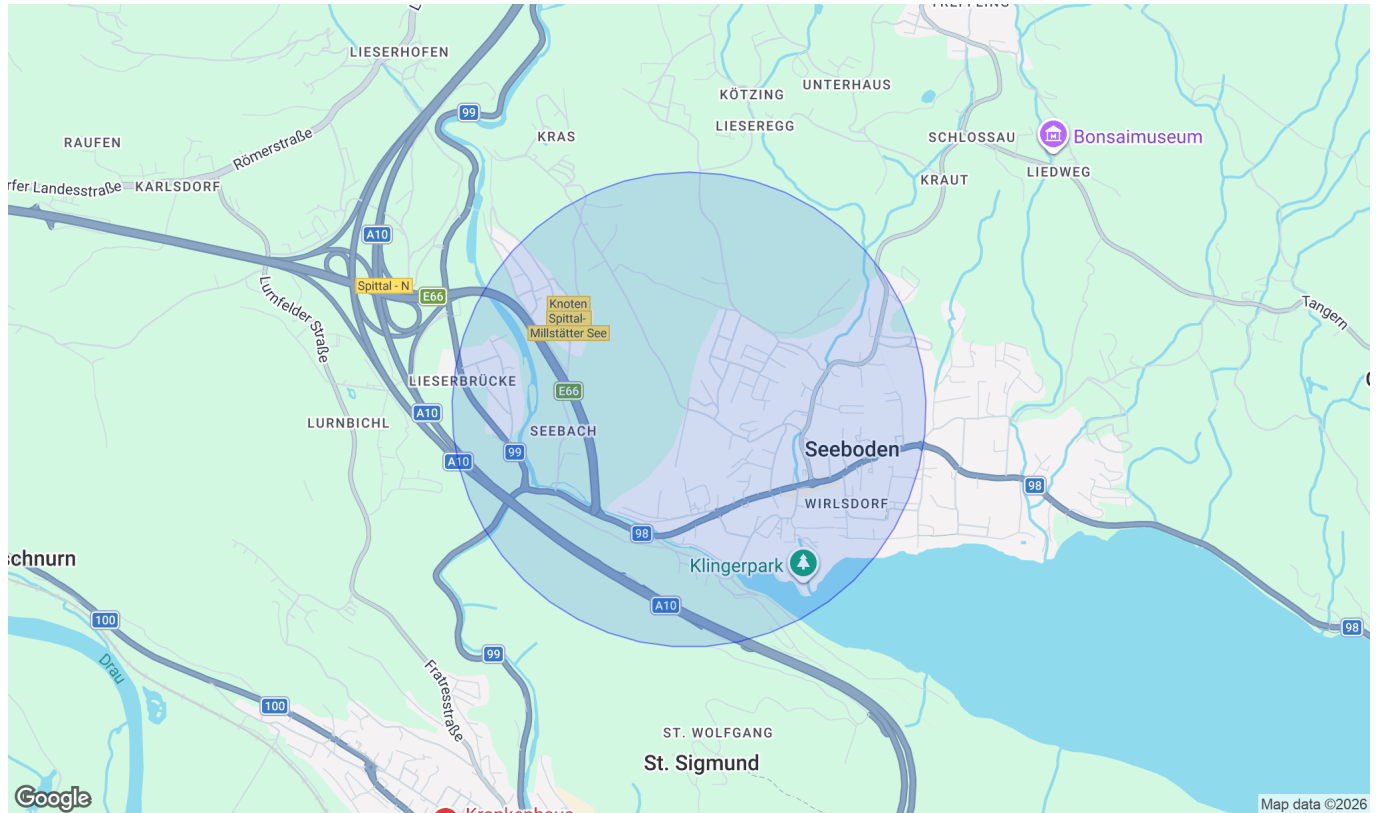 TREFFLING
LIESERHOFEN
UNTERHAUS
KÖTZING
99
LIESEREGG
KRAS
SCHLOSSAU
Bonsaimuseum
RAUFEN
Römerstraße
LIEDWEG
KRAUT
rfer Landesstraße
KARLSDORF
A10
Spittal - N
E66
Knoten
Spittal-
Millstätter See
Lurnfelder Straße
Tangern
LIESERBRÜCKE
E66
A10
LURNBICHL
SEEBACH
99
Seeboden
A10
98
WIRLSDORF
98
schnurn
Klingerpark
A10
100
98
99
Drau
Fratresstraße
100
ST. WOLFGANG
St. Sigmund
Google
Krankenhaus
Map data ©2026